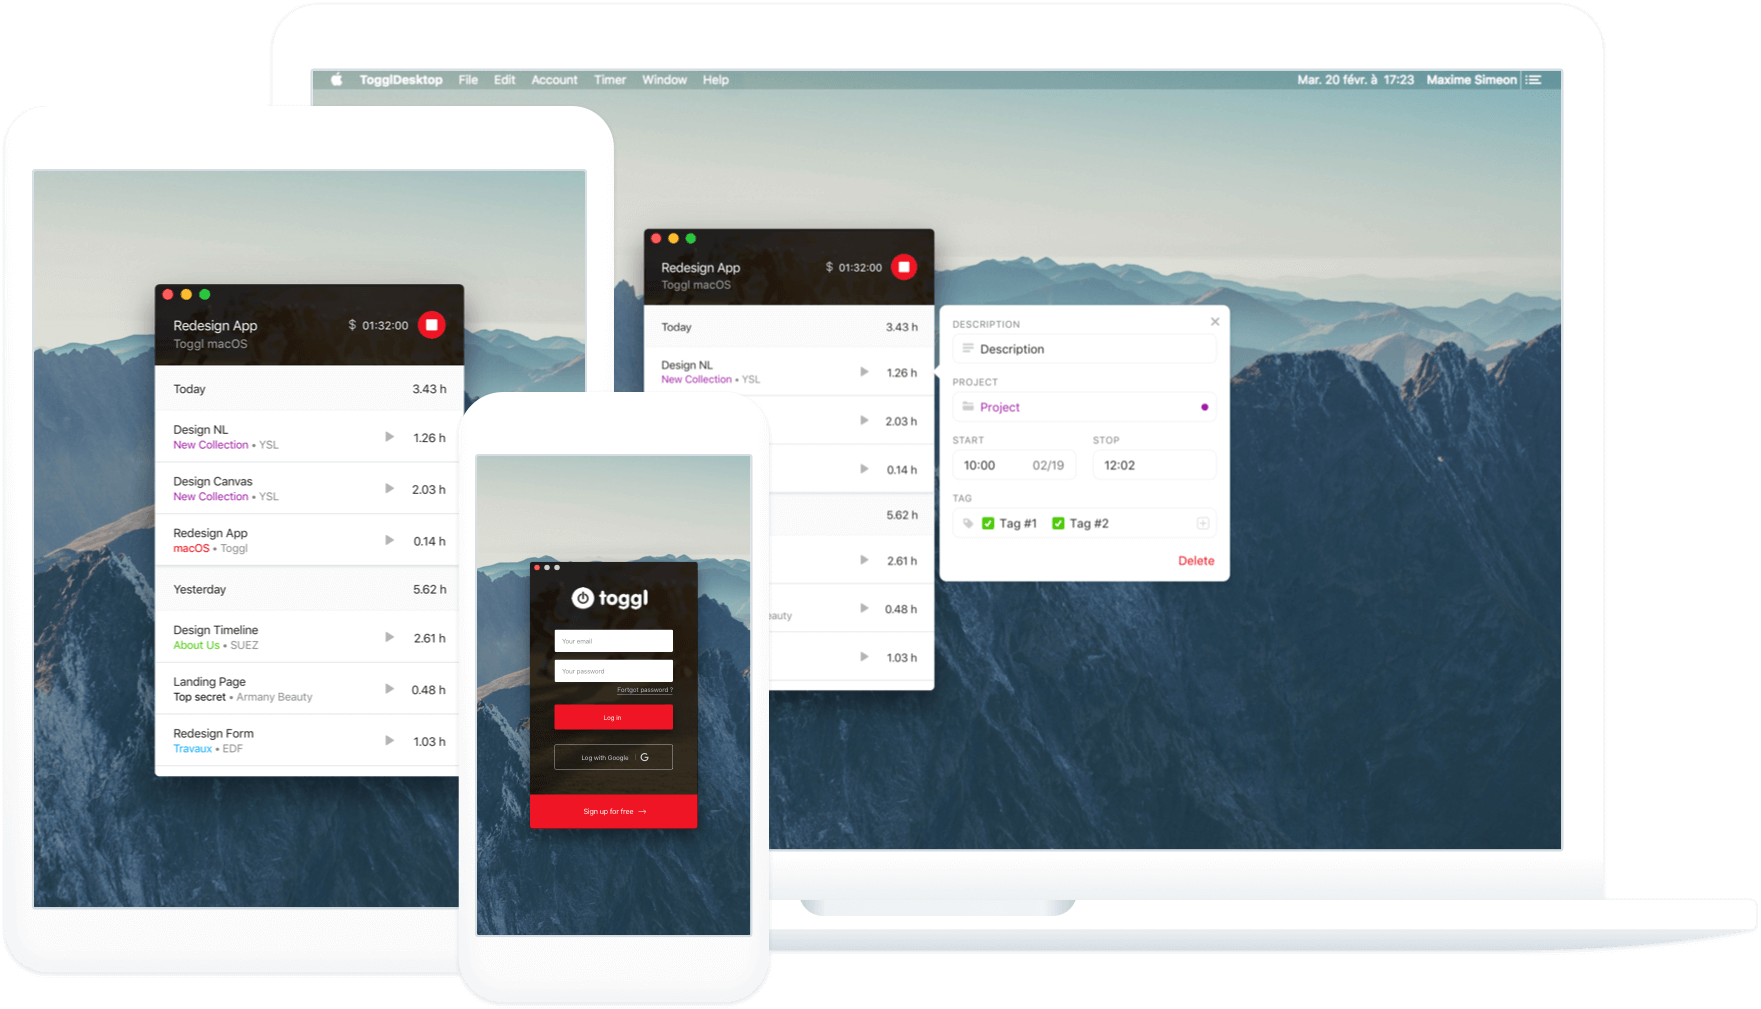 TogglDesktop File Edit Account Timer Window Help
Mar. 20 févr. à 17:23 Maxime Simeon
Redesign App $ 01:32:00
Toggl macOS
Today 3.43 h
Design NL
New Collection • YSL 1.26 h
Design Canvas
New Collection • YSL 2.03 h
Redesign App
macOS • Toggl 0.14 h
Yesterday 5.62 h
Design Timeline
About Us • SUEZ 2.61 h
Landing Page
Top secret • Armany Beauty 0.48 h
Redesign Form
Travaux • EDF 1.03 h
toggl
Your email
Your password
Fortgot password ?
Log in
Log with Google | G
Sign up for free →
Redesign App $ 01:32:00
Toggl macOS
Today 3.43 h
Design NL
New Collection • YSL 1.26 h
2.03 h
0.14 h
5.62 h
2.61 h
eauty 0.48 h
1.03 h
DESCRIPTION
Description
PROJECT
Project
START STOP
10:00 02/19 12:02
TAG
Tag #1 Tag #2
Delete